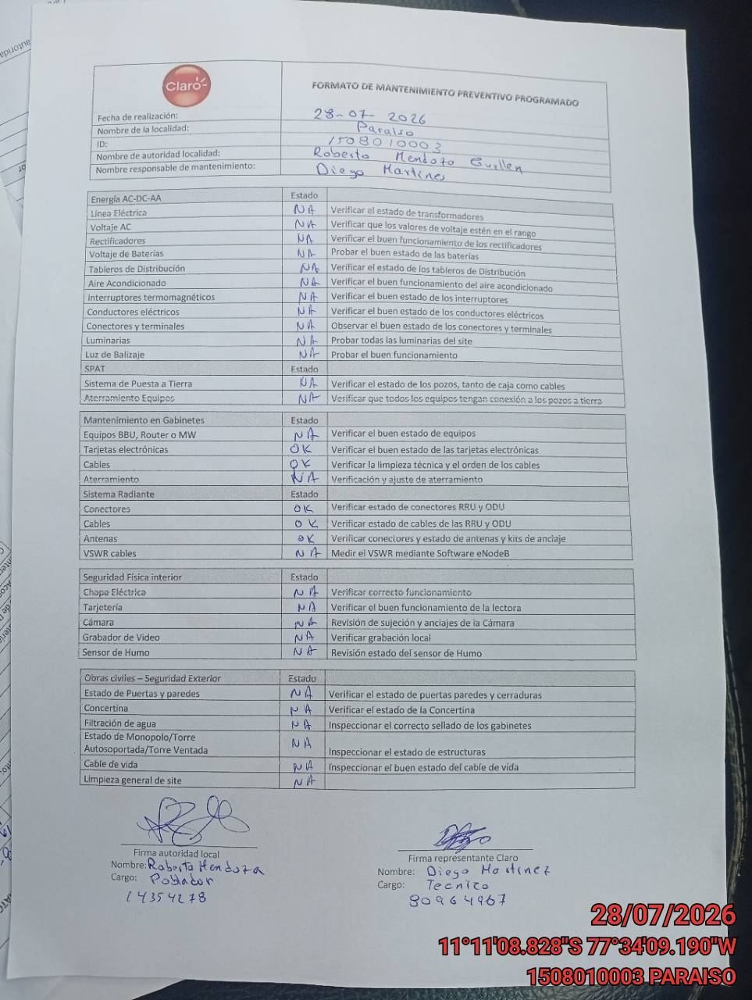 Claro
FORMATO DE MANTENIMIENTO PREVENTIVO PROGRAMADO
Fecha de realización: 28-07-2026
Nombre de la localidad: Paraiso
ID: 1508010003
Nombre de autoridad localidad: Roberto Mendoza Guillen
Nombre responsable de mantenimiento: Diego Martines
Energía AC-DC-AA Estado
Línea Eléctrica NA Verificar el estado de transformadores
Voltaje AC NA Verificar que los valores de voltaje estén en el rango
Rectificadores NA Verificar el buen funcionamiento de los rectificadores
Voltaje de Baterías NA Probar el buen estado de las baterías
Tableros de Distribución NA Verificar el estado de los tableros de Distribución
Aire Acondicionado NA Verificar el buen funcionamiento del aire acondicionado
Interruptores termomagnéticos NA Verificar el buen estado de los interruptores
Conductores eléctricos NA Verificar el buen estado de los conductores eléctricos
Conectores y terminales NA Observar el buen estado de los conectores y terminales
Luminarias NA Probar todas las luminarias del site
Luz de Balizaje NA Probar el buen funcionamiento
SPAT Estado
Sistema de Puesta a Tierra NA Verificar el estado de los pozos, tanto de caja como cables
Aterramiento Equipos NA Verificar que todos los equipos tengan conexión a los pozos a tierra
Mantenimiento en Gabinetes Estado
Equipos BBU, Router o MW NA Verificar el buen estado de equipos
Tarjetas electrónicas OK Verificar el buen estado de las tarjetas electrónicas
Cables OK Verificar la limpieza técnica y el orden de los cables
Aterramiento NA Verificación y ajuste de aterramiento
Sistema Radiante Estado
Conectores OK Verificar estado de conectores RRU y ODU
Cables OK Verificar estado de cables de las RRU y ODU
Antenas OK Verificar conectores y estado de antenas y kits de anclaje
VSWR cables NA Medir el VSWR mediante Software eNodeB
Seguridad Física interior Estado
Chapa Eléctrica NA Verificar correcto funcionamiento
Tarjetería NA Verificar el buen funcionamiento de la lectora
Cámara NA Revisión de sujeción y anclajes de la Cámara
Grabador de Video NA Verificar grabación local
Sensor de Humo NA Revisión estado del sensor de Humo
Obras civiles – Seguridad Exterior Estado
Estado de Puertas y paredes NA Verificar el estado de puertas paredes y cerraduras
Concertina NA Verificar el estado de la Concertina
Filtración de agua NA Inspeccionar el correcto sellado de los gabinetes
Estado de Monopolo/Torre
Autosoportada/Torre Ventada NA Inspeccionar el estado de estructuras
Cable de vida NA Inspeccionar el buen estado del cable de vida
Limpieza general de site NA
Firma autoridad local
Nombre: Roberto Mendoza
Cargo: Poblador
14354278
Firma representante Claro
Nombre: Diego Martinez
Cargo: Tecnico
80964967
28/07/2026
11°11'08.828"S 77°34'09.190"W
1508010003 PARAISO